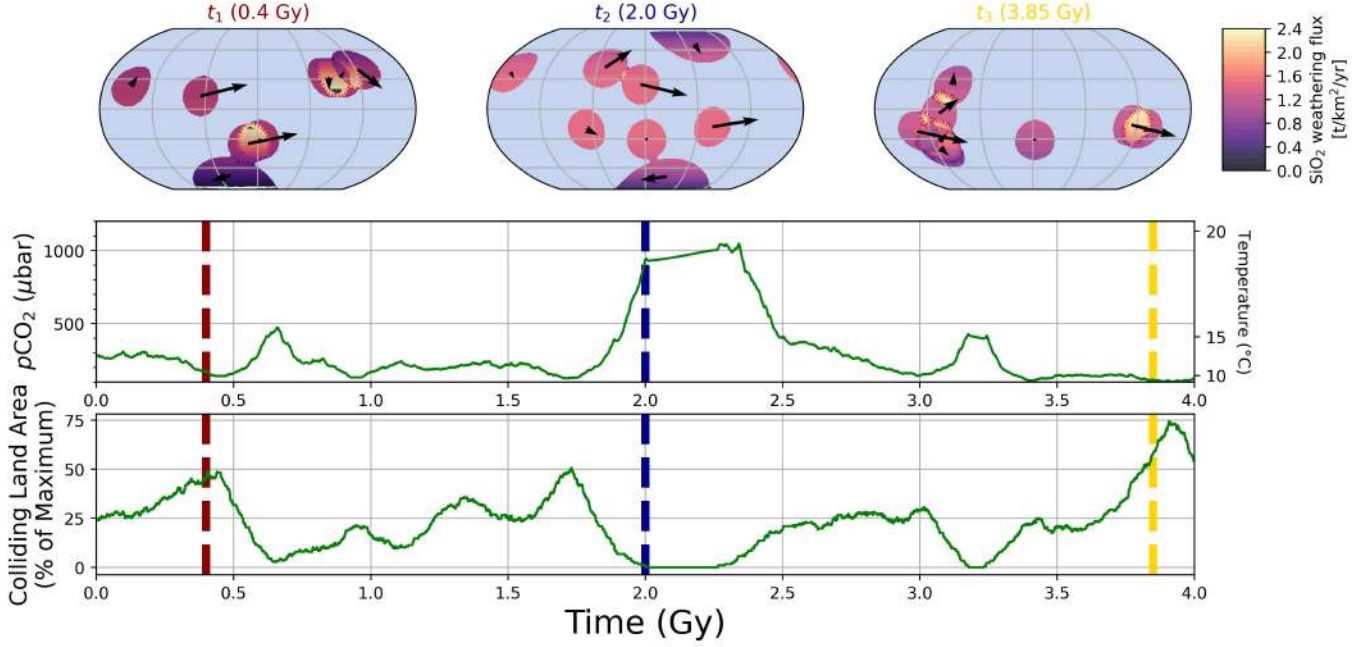 t₁ (0.4 Gy)
t₂ (2.0 Gy)
t₃ (3.85 Gy)
2.4
2.0
1.6
1.2
0.8
0.4
0.0
SiO₂ weathering flux
[t/km²/yr]
pCO₂ (μbar)
1000
500
20
15
10
Temperature (°C)
0.0 0.5 1.0 1.5 2.0 2.5 3.0 3.5 4.0
Colliding Land Area
(% of Maximum)
75
50
25
0
0.0 0.5 1.0 1.5 2.0 2.5 3.0 3.5 4.0
Time (Gy)